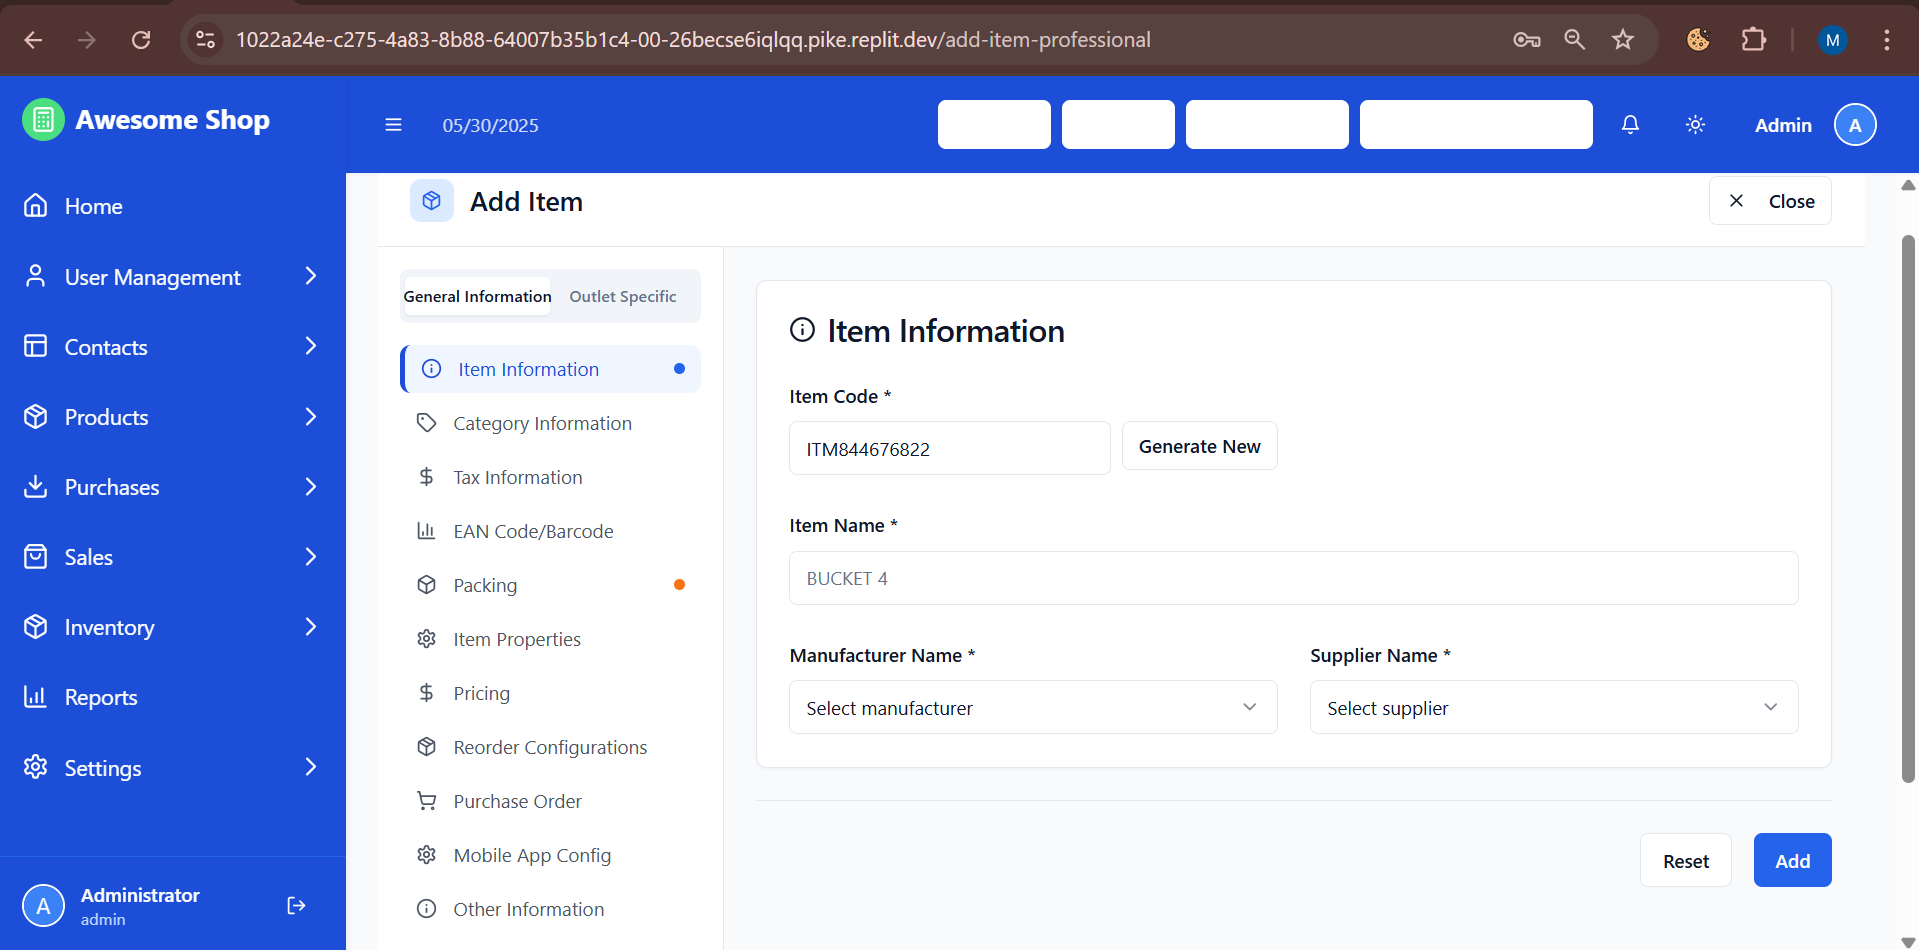 1022a24e-c275-4a83-8b88-64007b35b1c4-00-26becse6iqlqq.pike.replit.dev/add-item-professional
M
Awesome Shop
05/30/2025
Admin
A
Home
User Management
Contacts
Products
Purchases
Sales
Inventory
Reports
Settings
A
Administrator
admin
Add Item
Close
General Information
Outlet Specific
Item Information
Category Information
Tax Information
EAN Code/Barcode
Packing
Item Properties
Pricing
Reorder Configurations
Purchase Order
Mobile App Config
Other Information
Item Information
Item Code *
ITM844676822
Generate New
Item Name *
BUCKET 4
Manufacturer Name *
Select manufacturer
Supplier Name *
Select supplier
Reset
Add